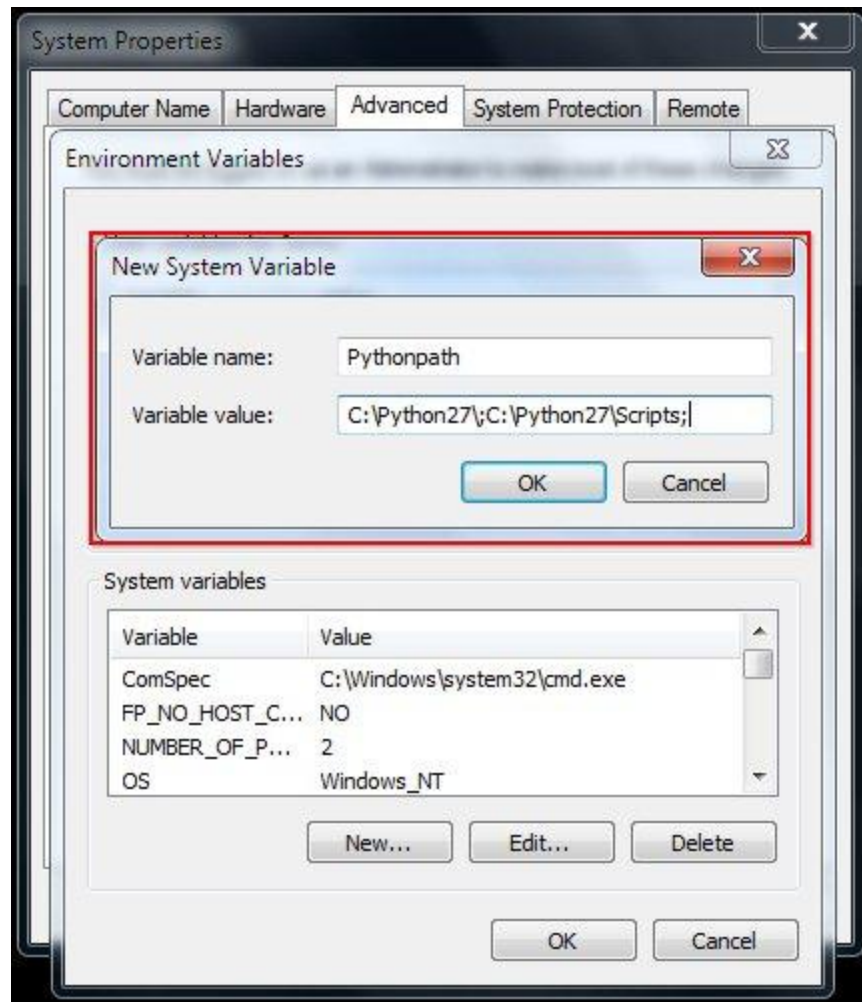 System Properties
Computer Name Hardware Advanced System Protection Remote
Environment Variables
New System Variable
Variable name: Pythonpath
Variable value: C:\Python27\;C:\Python27\Scripts;
OK Cancel
System variables
Variable Value
ComSpec C:\Windows\system32\cmd.exe
FP_NO_HOST_C... NO
NUMBER_OF_P... 2
OS Windows_NT
New... Edit... Delete
OK Cancel